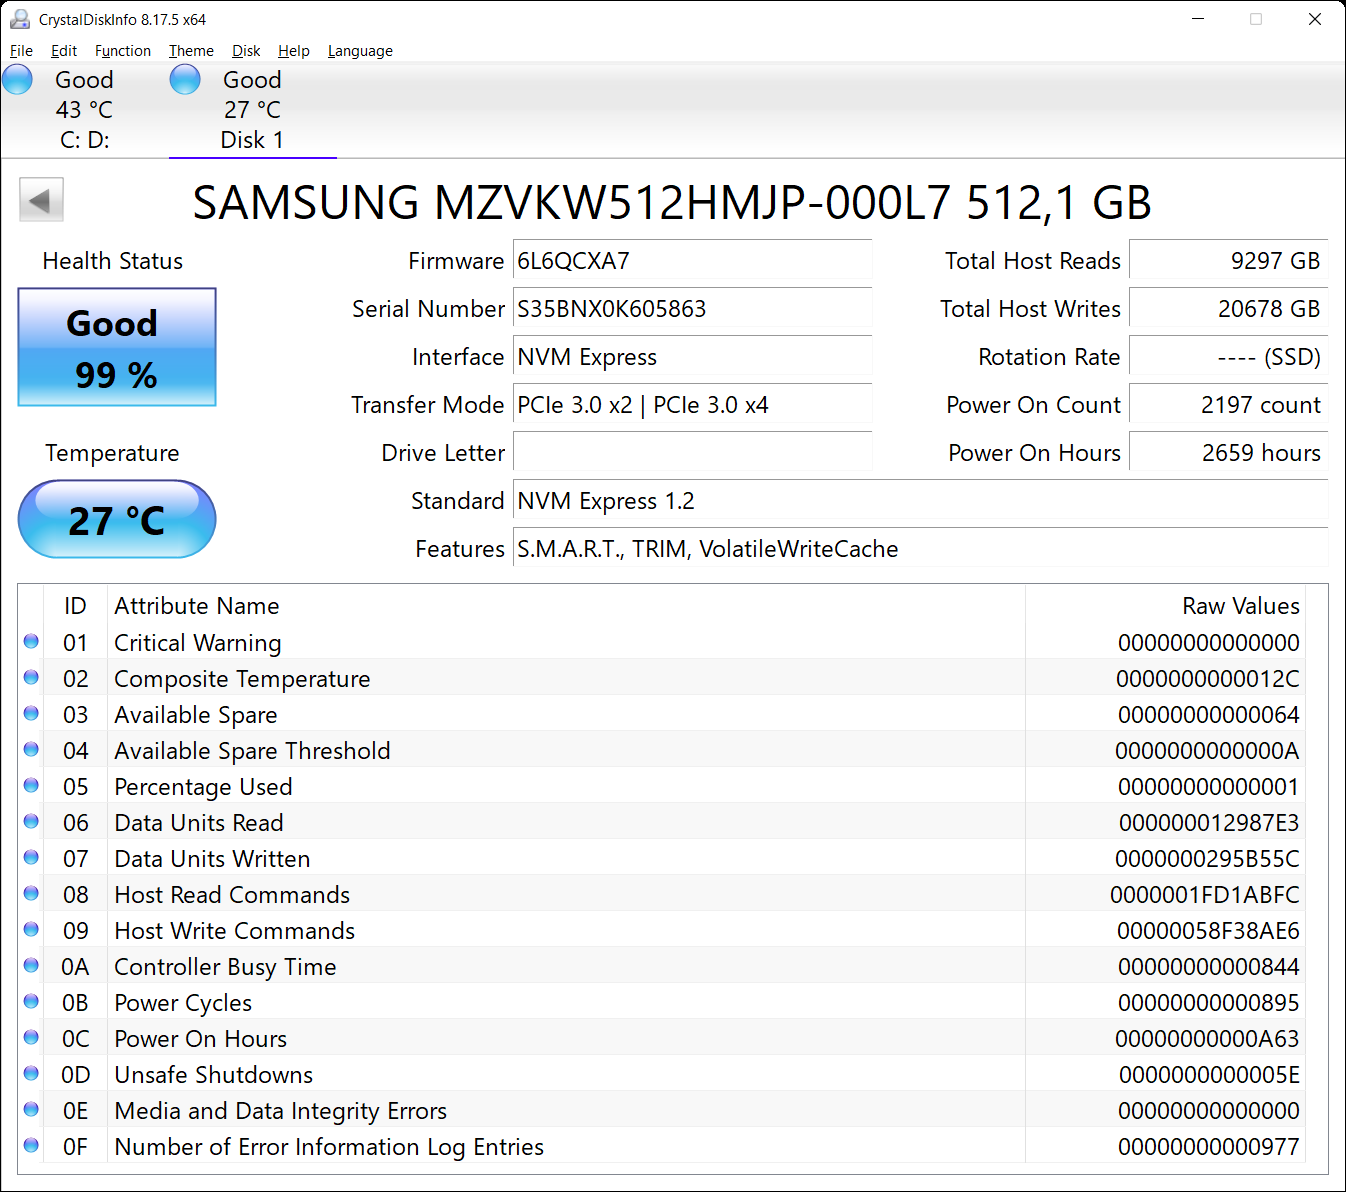 CrystalDiskInfo 8.17.5 x64
File Edit Function Theme Disk Help Language
Good Good
43 °C 27 °C
C: D: Disk 1
SAMSUNG MZVKW512HMJP-000L7 512,1 GB
Health Status
Good
99 %
Temperature
27 °C
Firmware 6L6QCXA7
Serial Number S35BNX0K605863
Interface NVM Express
Transfer Mode PCIe 3.0 x2 | PCIe 3.0 x4
Drive Letter
Standard NVM Express 1.2
Features S.M.A.R.T., TRIM, VolatileWriteCache
Total Host Reads 9297 GB
Total Host Writes 20678 GB
Rotation Rate ---- (SSD)
Power On Count 2197 count
Power On Hours 2659 hours
ID Attribute Name Raw Values
01 Critical Warning 00000000000000
02 Composite Temperature 0000000000012C
03 Available Spare 00000000000064
04 Available Spare Threshold 0000000000000A
05 Percentage Used 00000000000001
06 Data Units Read 000000012987E3
07 Data Units Written 0000000295B55C
08 Host Read Commands 0000001FD1ABFC
09 Host Write Commands 00000058F38AE6
0A Controller Busy Time 00000000000844
0B Power Cycles 00000000000895
0C Power On Hours 00000000000A63
0D Unsafe Shutdowns 0000000000005E
0E Media and Data Integrity Errors 00000000000000
0F Number of Error Information Log Entries 00000000000977